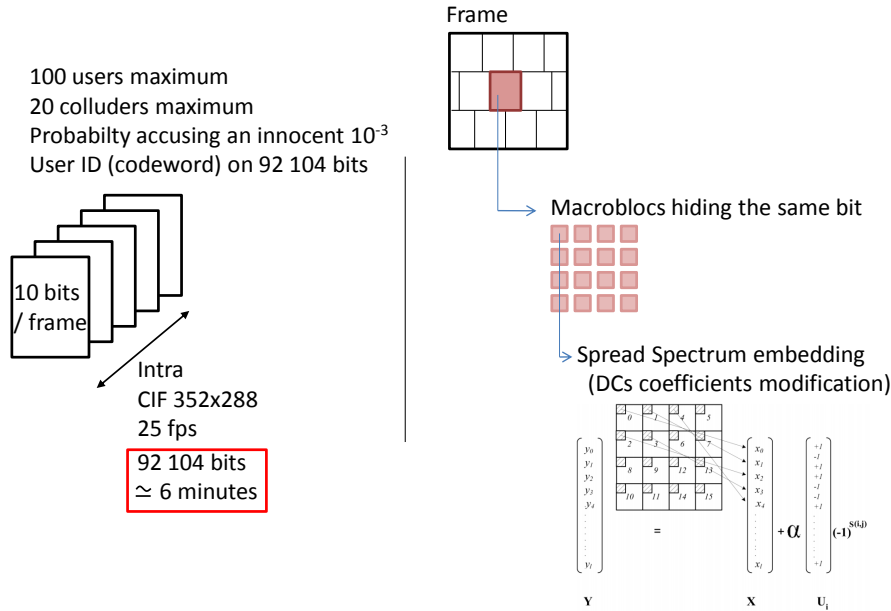 Frame
100 users maximum
20 colluders maximum
Probabilty accusing an innocent 10⁻³
User ID (codeword) on 92 104 bits
10 bits
/ frame
Intra
CIF 352x288
25 fps
92 104 bits
≃ 6 minutes
Macroblocs hiding the same bit
Spread Spectrum embedding
(DCs coefficients modification)
0 1 4 5
2 3 6 7
8 9 12 13
10 11 14 15
y₀
y₁
y₂
y₃
y₄
y_l
=
x₀
x₁
x₂
x₃
x₄
x_l
+ α
+1
-1
+1
+1
-1
-1
+1
+1
(-1)^S(i,j)
Y X U_j